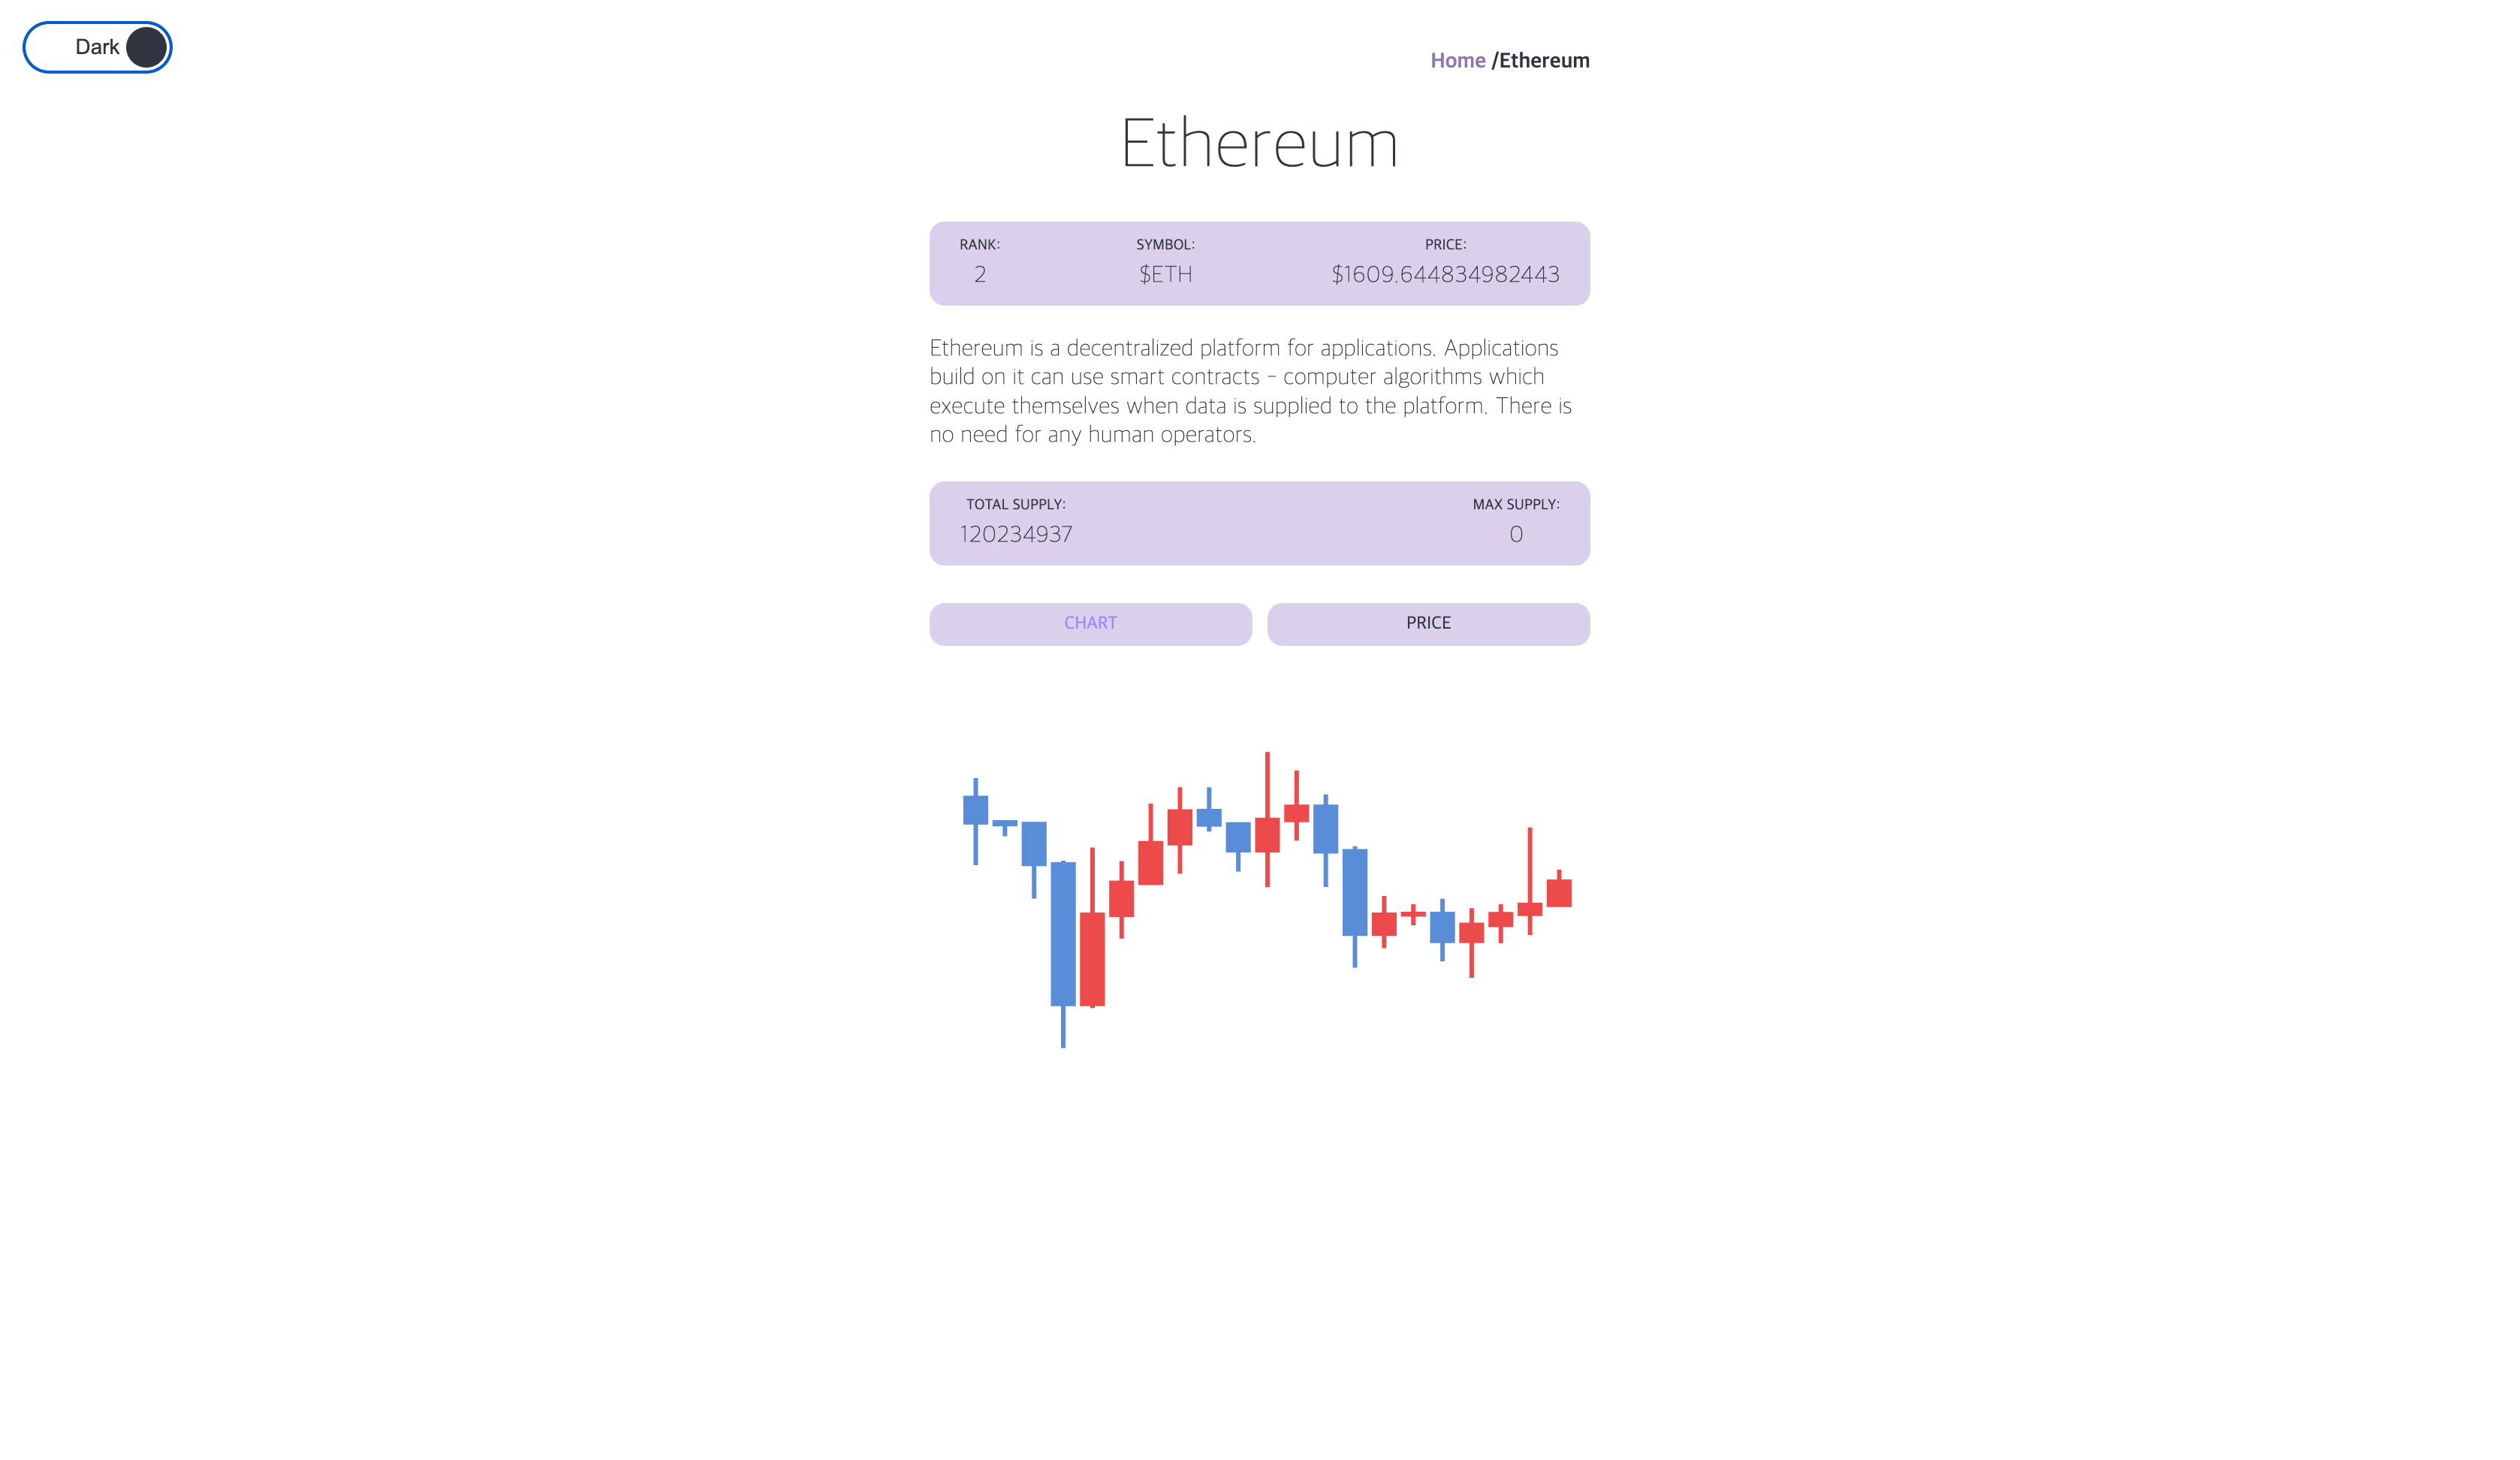 Dark
Home /Ethereum
Ethereum
RANK: SYMBOL: PRICE:
2 $ETH $1609.644834982443
Ethereum is a decentralized platform for applications. Applications
build on it can use smart contracts - computer algorithms which
execute themselves when data is supplied to the platform. There is
no need for any human operators.
TOTAL SUPPLY: MAX SUPPLY:
120234937 0
CHART PRICE